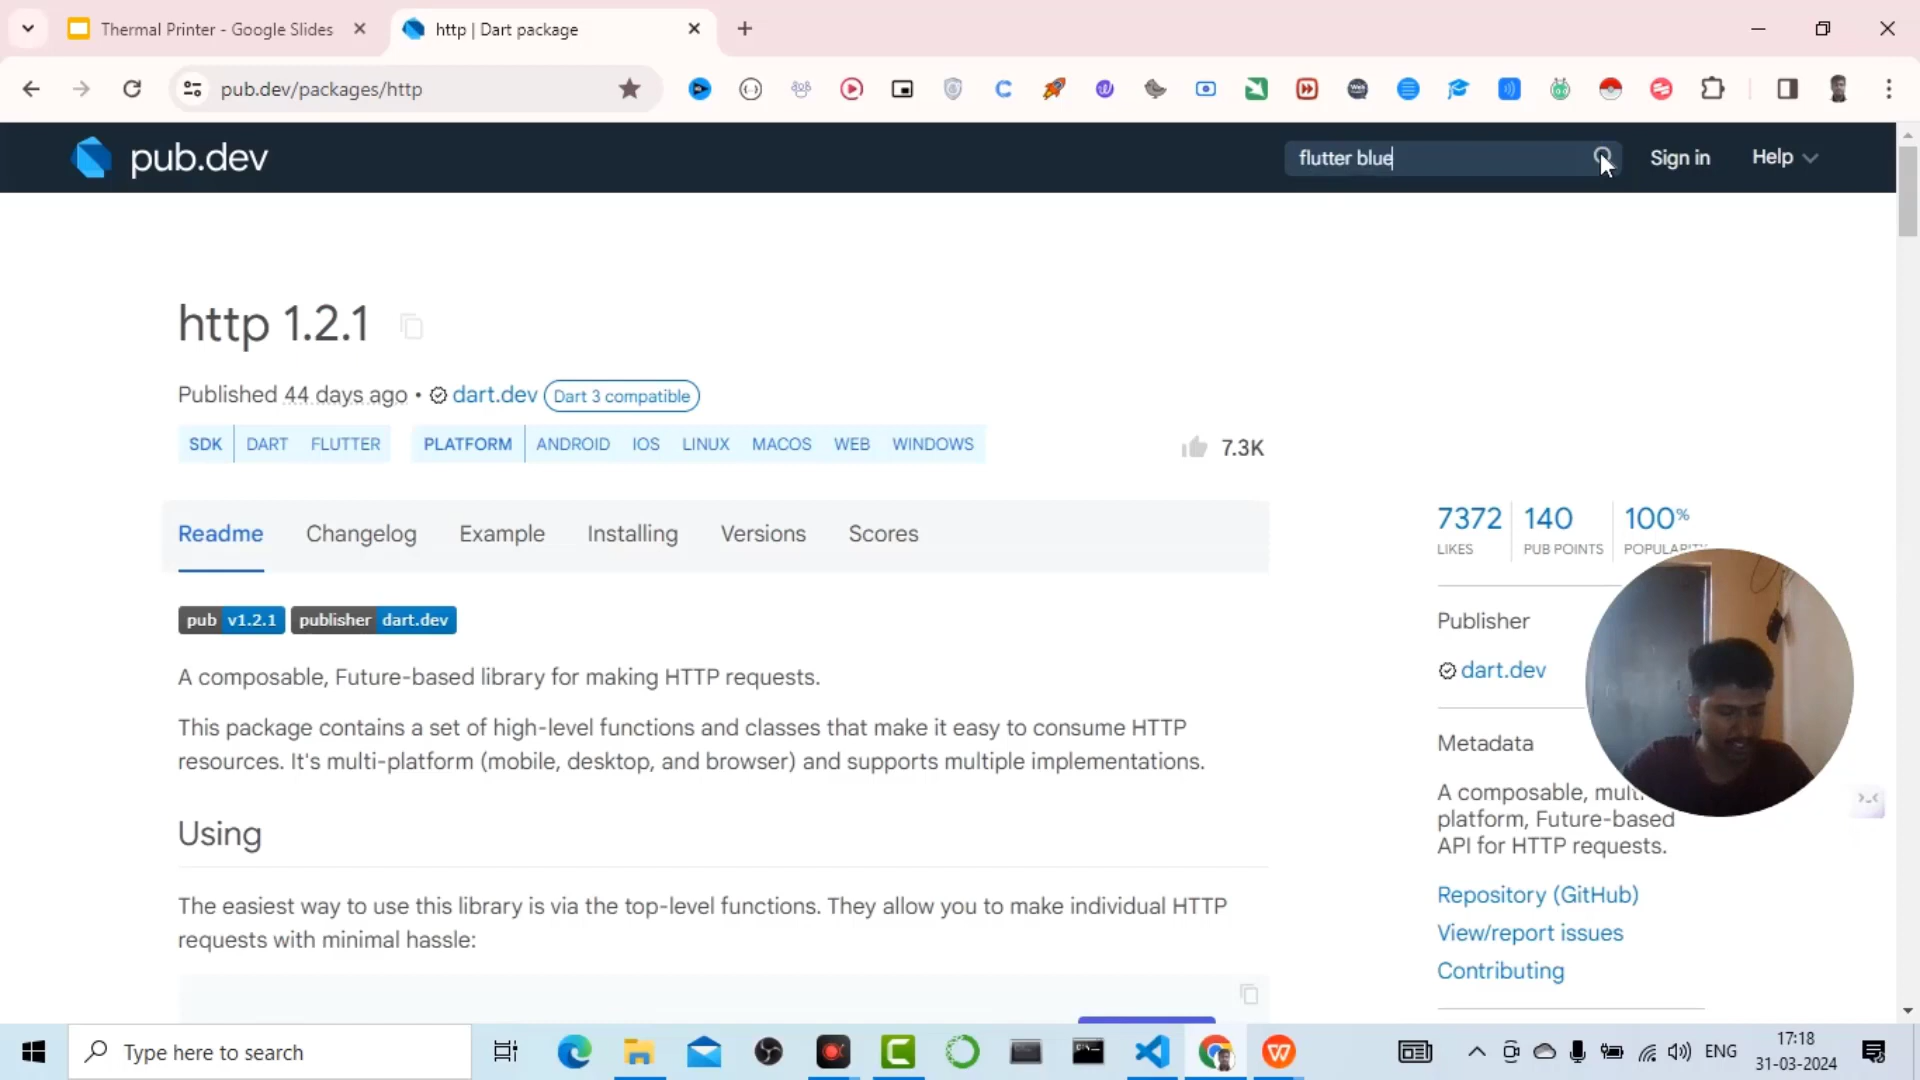 Thermal Printer - Google Slides
http | Dart package
pub.dev/packages/http
pub.dev
flutter blue
Sign in
Help
http 1.2.1
Published 44 days ago • dart.dev Dart 3 compatible
SDK DART FLUTTER PLATFORM ANDROID IOS LINUX MACOS WEB WINDOWS
7.3K
Readme Changelog Example Installing Versions Scores
7372 140 100%
LIKES PUB POINTS
pub v1.2.1 publisher dart.dev
Publisher
dart.dev
A composable, Future-based library for making HTTP requests.
This package contains a set of high-level functions and classes that make it easy to consume HTTP
resources. It's multi-platform (mobile, desktop, and browser) and supports multiple implementations.
Metadata
A composable,
platform, Future-based
API for HTTP requests.
Using
Repository (GitHub)
View/report issues
Contributing
The easiest way to use this library is via the top-level functions. They allow you to make individual HTTP
requests with minimal hassle:
Type here to search
ENG
17:18
31-03-2024